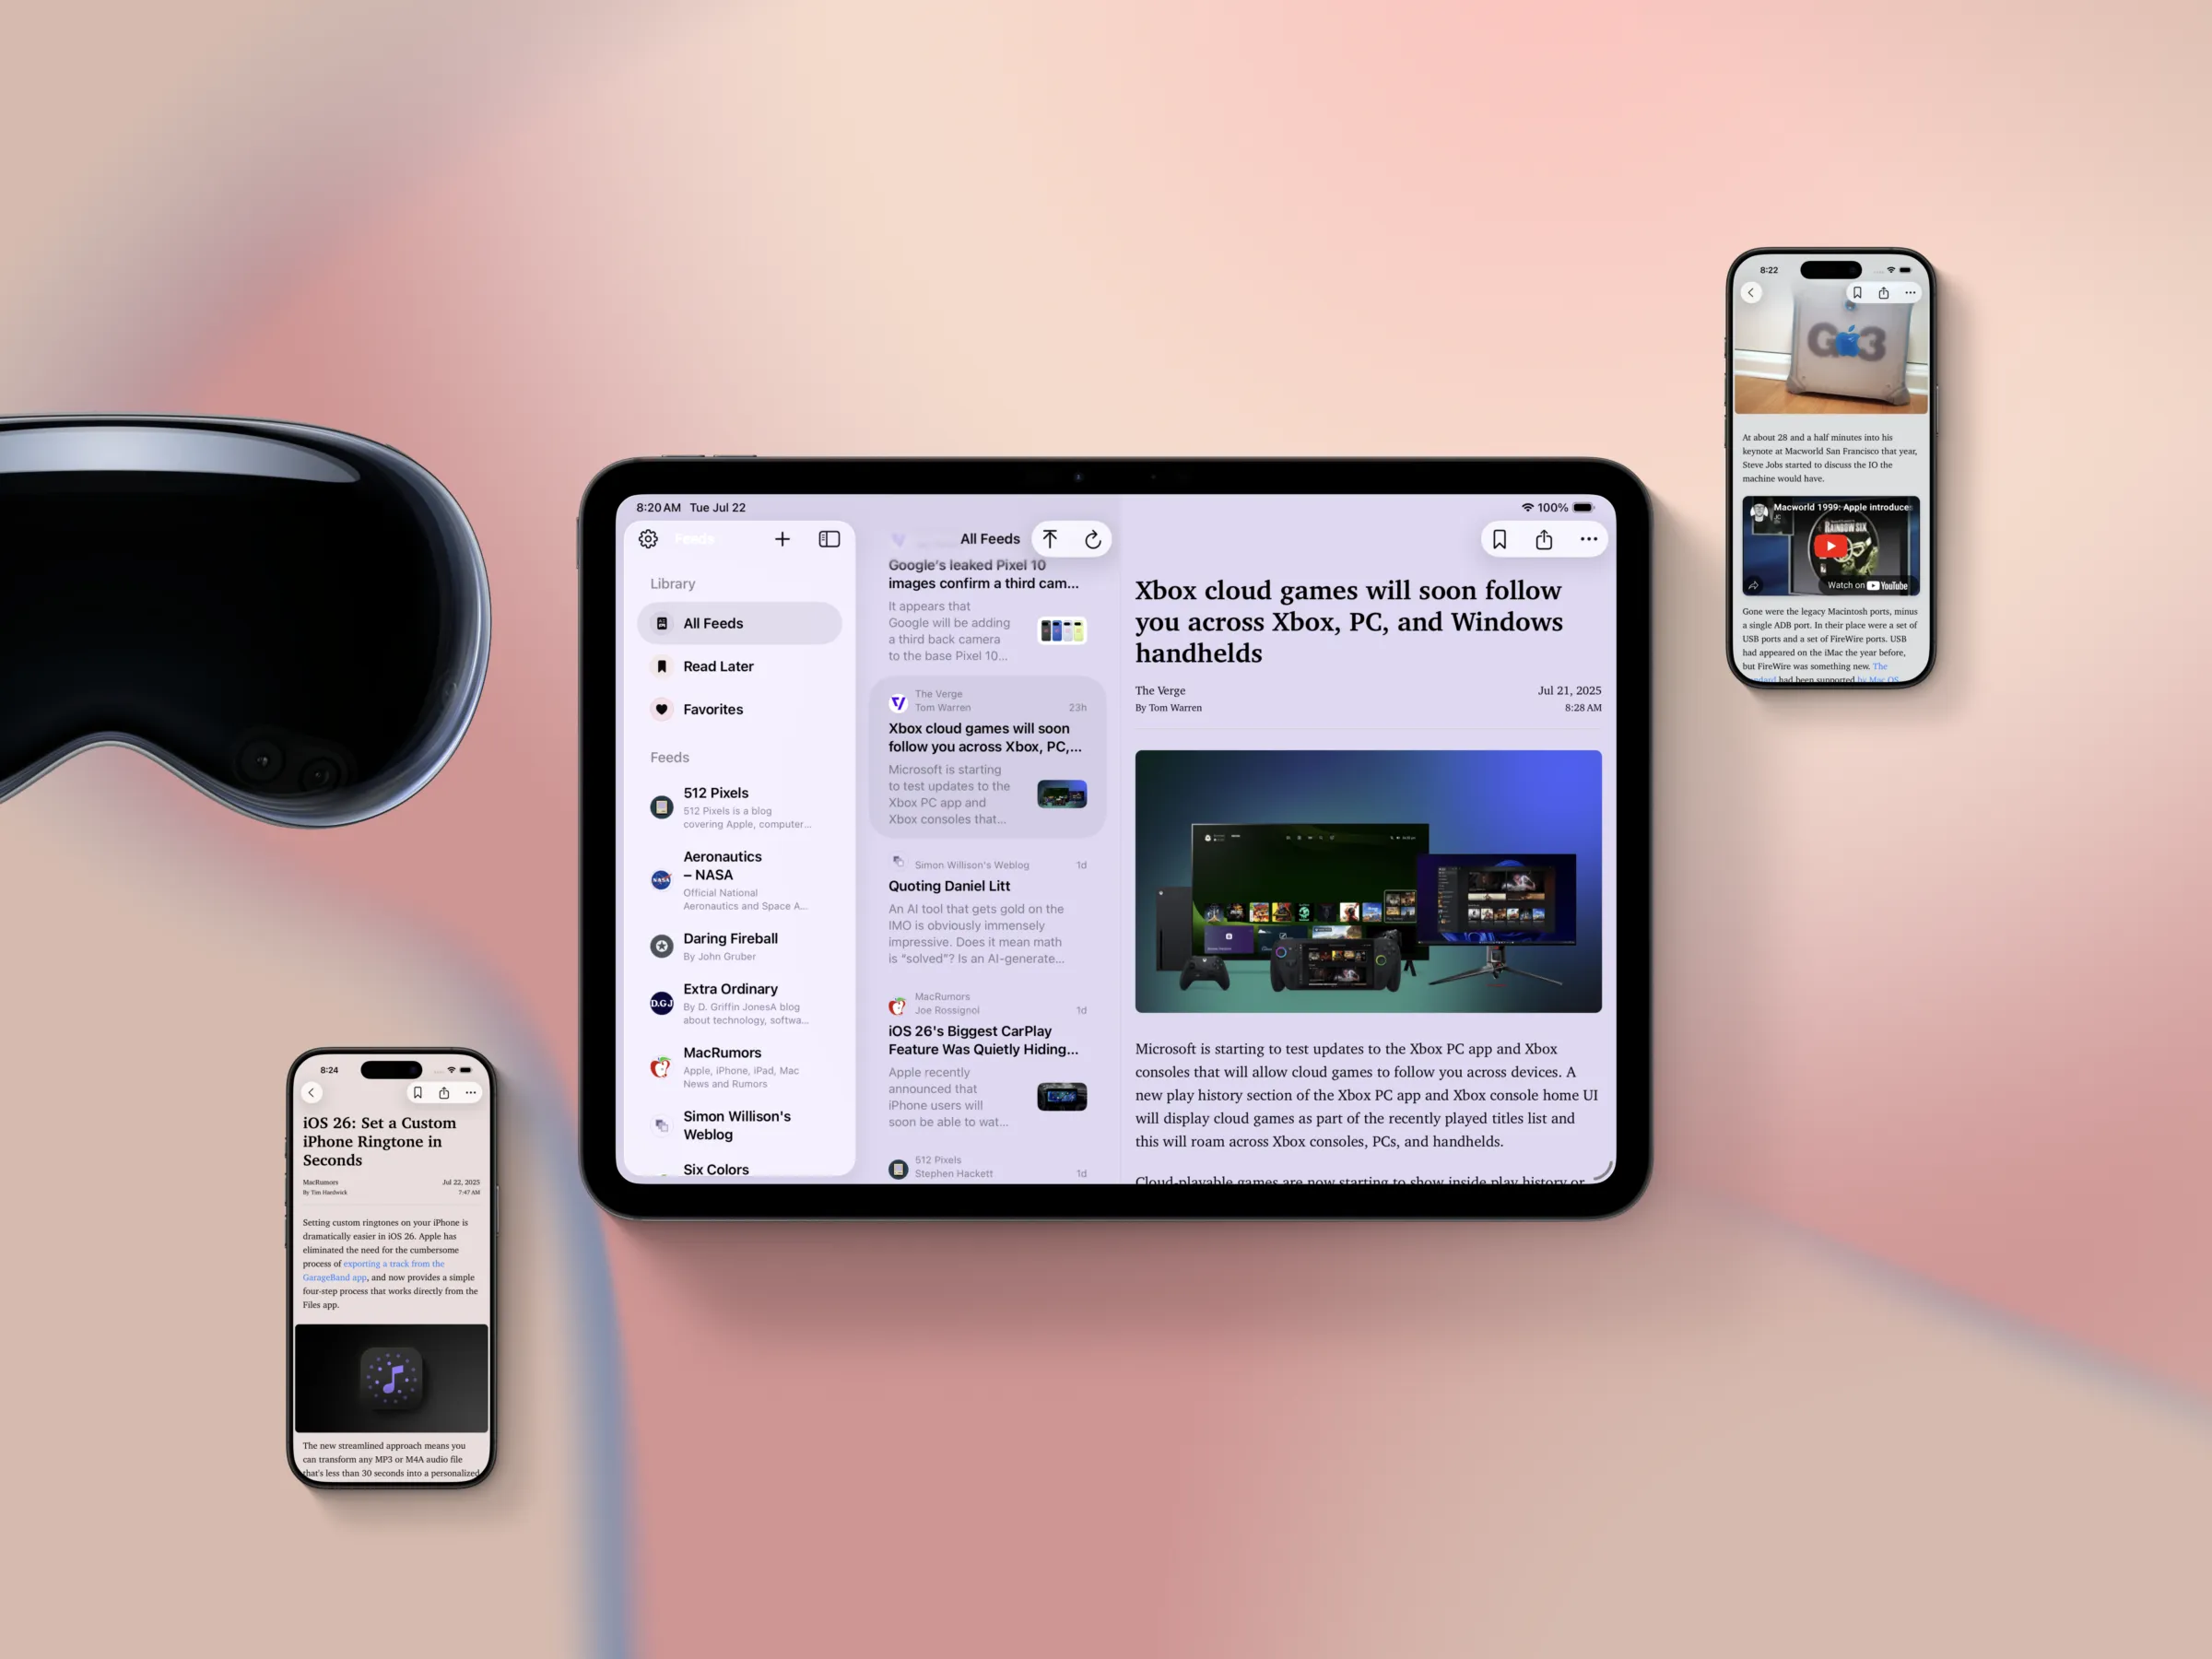 8:20 AM Tue Jul 22
100%
Feeds
Library
All Feeds
Read Later
Favorites
Feeds
512 Pixels
512 Pixels is a blog
covering Apple, computer...
Aeronautics
– NASA
Official National
Aeronautics and Space A...
Daring Fireball
By John Gruber
D.G.J
Extra Ordinary
By D. Griffin JonesA blog
about technology, softwa...
MacRumors
Apple, iPhone, iPad, Mac
News and Rumors
Simon Willison's
Weblog
Six Colors
All Feeds
Google's leaked Pixel 10
images confirm a third cam...
It appears that
Google will be adding
a third back camera
to the base Pixel 10...
The Verge
Tom Warren 23h
Xbox cloud games will soon
follow you across Xbox, PC,...
Microsoft is starting
to test updates to the
Xbox PC app and
Xbox consoles that...
Simon Willison's Weblog 1d
Quoting Daniel Litt
An AI tool that gets gold on the
IMO is obviously immensely
impressive. Does it mean math
is “solved”? Is an AI-generate...
MacRumors
Joe Rossignol 1d
iOS 26's Biggest CarPlay
Feature Was Quietly Hiding...
Apple recently
announced that
iPhone users will
soon be able to wat...
512 Pixels
Stephen Hackett 1d
Xbox cloud games will soon follow
you across Xbox, PC, and Windows
handhelds
The Verge Jul 21, 2025
By Tom Warren 8:28 AM
Microsoft is starting to test updates to the Xbox PC app and Xbox
consoles that will allow cloud games to follow you across devices. A
new play history section of the Xbox PC app and Xbox console home UI
will display cloud games as part of the recently played titles list and
this will roam across Xbox consoles, PCs, and handhelds.
Cloud-playable games are now starting to show inside play history or
8:22
G3
At about 28 and a half minutes into his
keynote at Macworld San Francisco that year,
Steve Jobs started to discuss the IO the
machine would have.
Macworld 1999: Apple introduces
RAINBOW SIX
Watch on YouTube
Gone were the legacy Macintosh ports, minus
a single ADB port. In their place were a set of
USB ports and a set of FireWire ports. USB
had appeared on the iMac the year before,
but FireWire was something new. The
had been supported by Mac OS
8:24
iOS 26: Set a Custom
iPhone Ringtone in
Seconds
MacRumors Jul 22, 2025
By Tim Hardwick 7:47 AM
Setting custom ringtones on your iPhone is
dramatically easier in iOS 26. Apple has
eliminated the need for the cumbersome
process of exporting a track from the
GarageBand app, and now provides a simple
four-step process that works directly from the
Files app.
The new streamlined approach means you
can transform any MP3 or M4A audio file
that's less than 30 seconds into a personalized